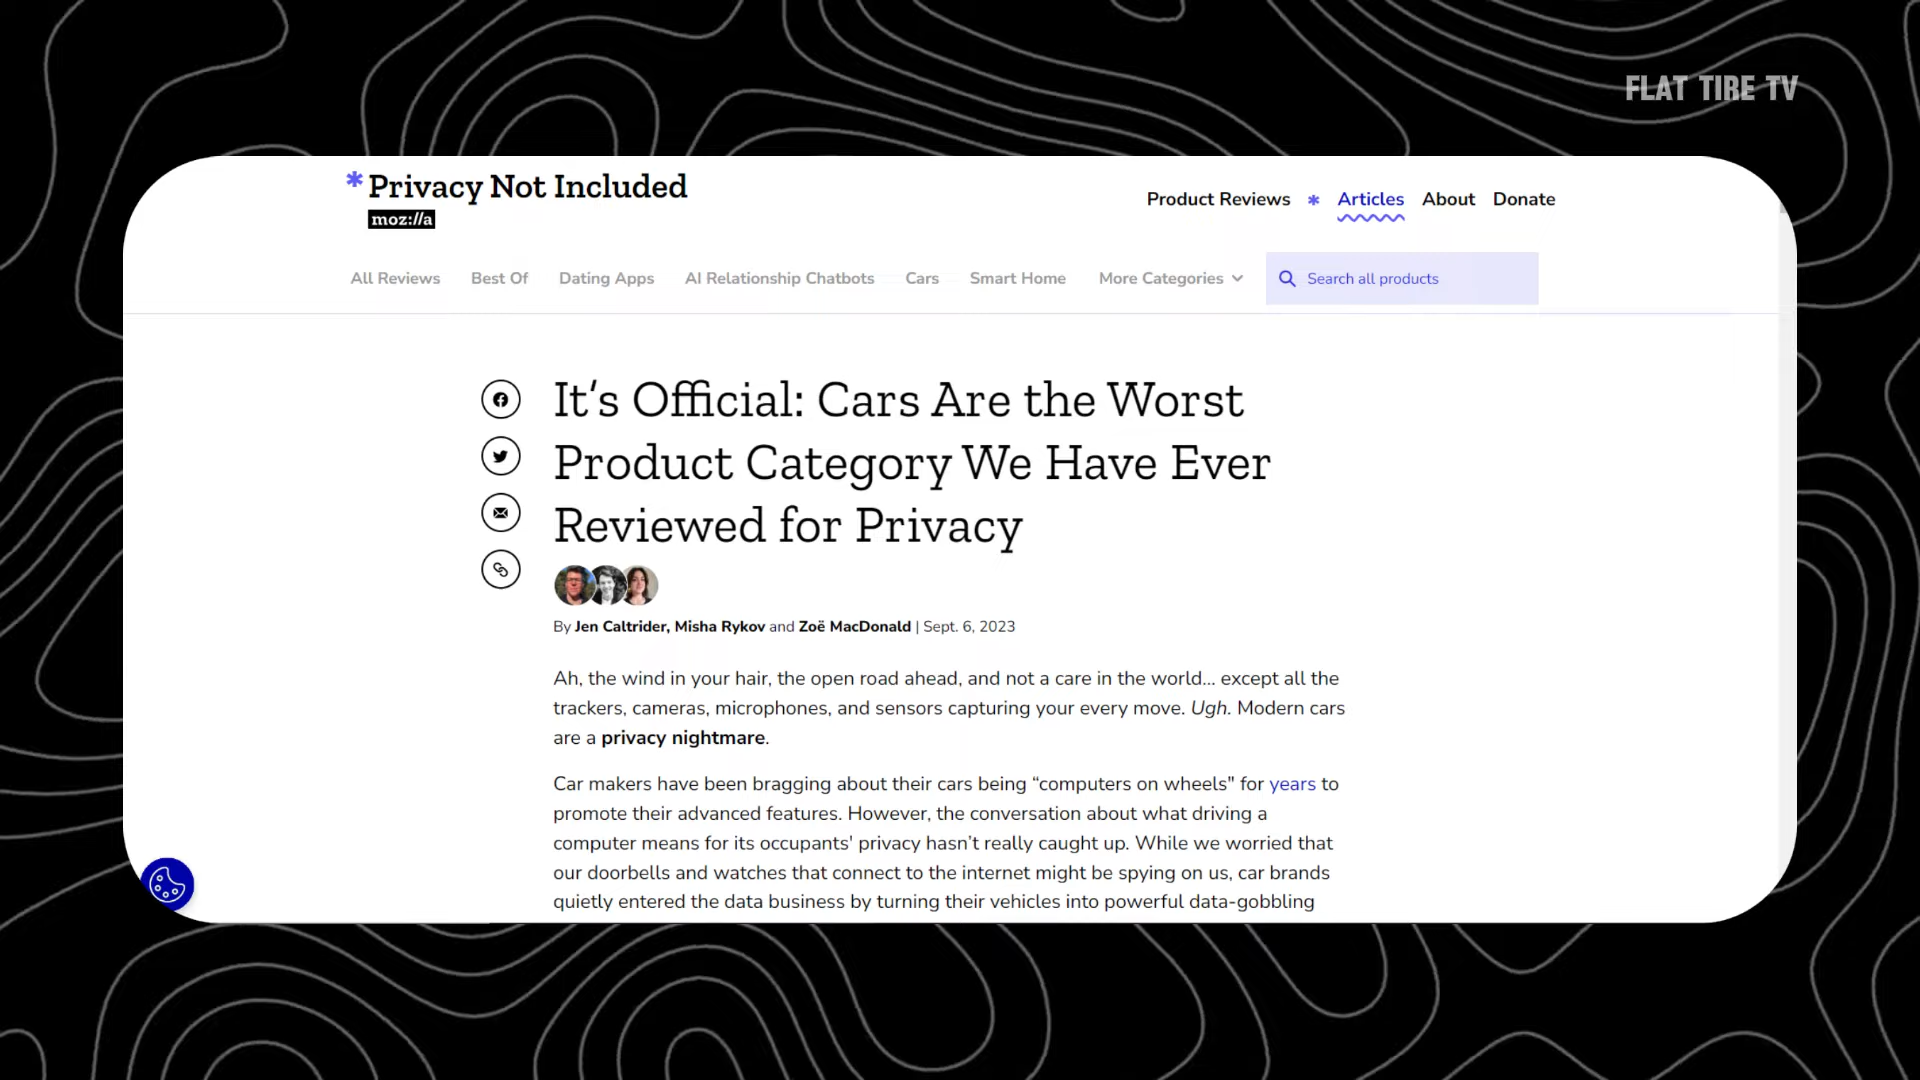 FLAT TIRE TV
*Privacy Not Included
moz://a
Product Reviews * Articles About Donate
All Reviews Best Of Dating Apps AI Relationship Chatbots Cars Smart Home More Categories Search all products
It‘s Official: Cars Are the Worst
Product Category We Have Ever
Reviewed for Privacy
By Jen Caltrider, Misha Rykov and Zoë MacDonald | Sept. 6, 2023
Ah, the wind in your hair, the open road ahead, and not a care in the world... except all the
trackers, cameras, microphones, and sensors capturing your every move. Ugh. Modern cars
are a privacy nightmare.
Car makers have been bragging about their cars being “computers on wheels" for years to
promote their advanced features. However, the conversation about what driving a
computer means for its occupants' privacy hasn’t really caught up. While we worried that
our doorbells and watches that connect to the internet might be spying on us, car brands
quietly entered the data business by turning their vehicles into powerful data-gobbling